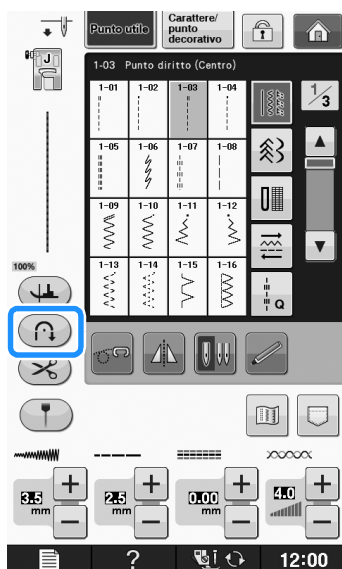 Punto utile
Carattere/
punto
decorativo
J
1-03 Punto diritto (Centro)
1-01 1-02 1-03 1-04
1/3
1-05 1-06 1-07 1-08
1-09 1-10 1-11 1-12
1-13 1-14 1-15 1-16
Q
100%
3.5 mm
2.5 mm
0.00 mm
4.0
?
12:00